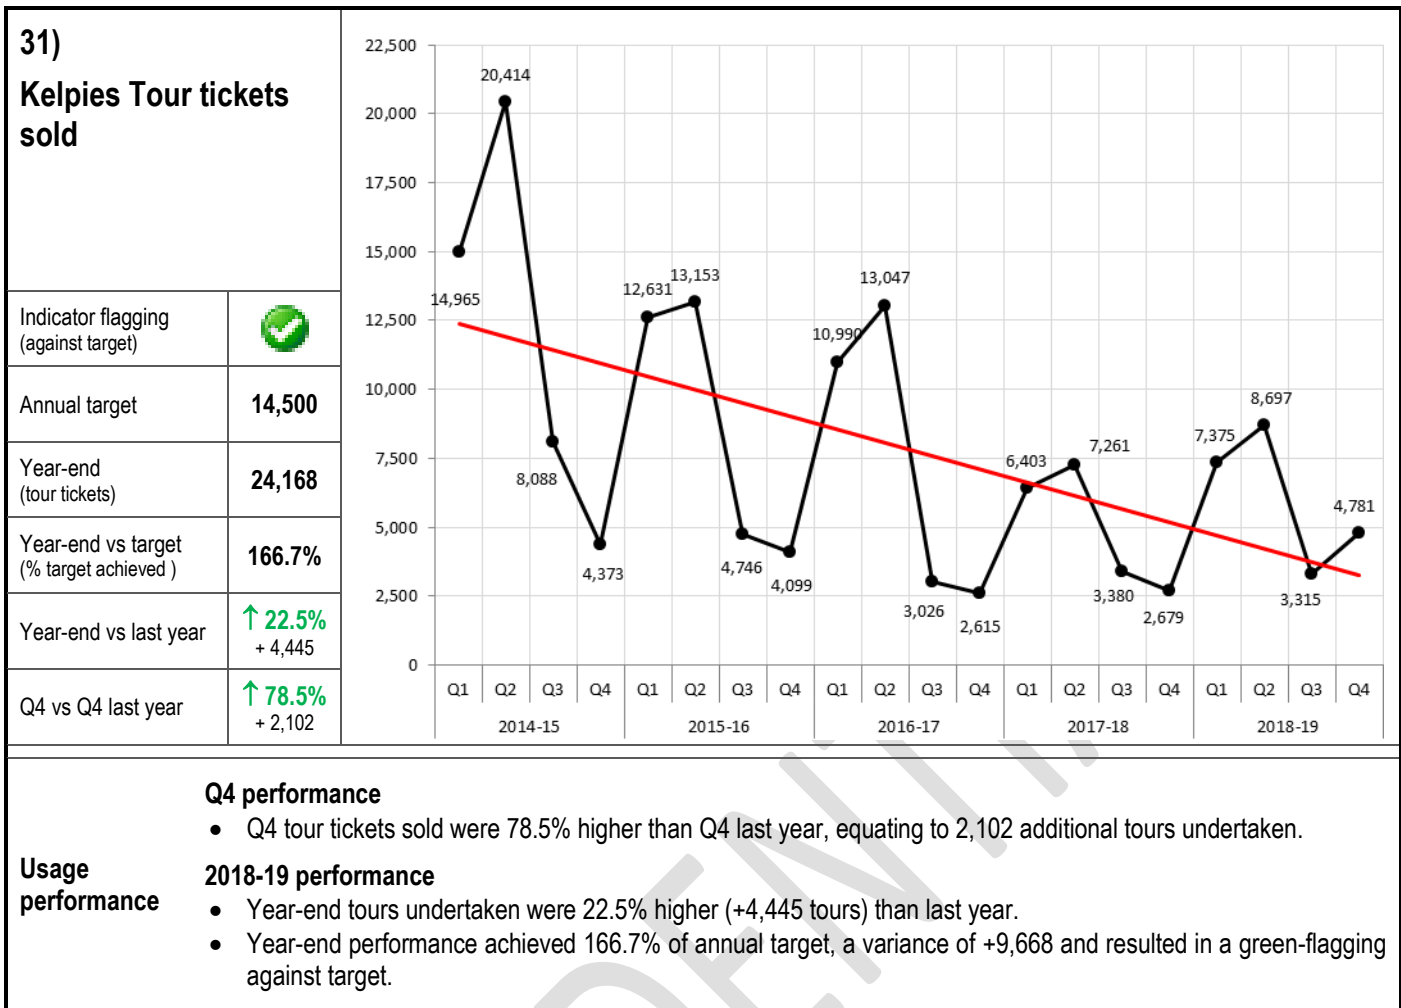 31)
Kelpies Tour tickets
sold
Indicator flagging
(against target)
Annual target
14,500
Year-end
(tour tickets)
24,168
Year-end vs target
(% target achieved )
166.7%
Year-end vs last year
↑ 22.5%
+ 4,445
Q4 vs Q4 last year
↑ 78.5%
+ 2,102
22,500
20,000
17,500
15,000
12,500
10,000
7,500
5,000
2,500
0
14,965
20,414
8,088
4,373
12,631
13,153
4,746
4,099
10,990
13,047
3,026
2,615
6,403
7,261
3,380
2,679
7,375
8,697
3,315
4,781
Q1 Q2 Q3 Q4 Q1 Q2 Q3 Q4 Q1 Q2 Q3 Q4 Q1 Q2 Q3 Q4 Q1 Q2 Q3 Q4
2014-15 2015-16 2016-17 2017-18 2018-19
Usage
performance
Q4 performance
• Q4 tour tickets sold were 78.5% higher than Q4 last year, equating to 2,102 additional tours undertaken.
2018-19 performance
• Year-end tours undertaken were 22.5% higher (+4,445 tours) than last year.
• Year-end performance achieved 166.7% of annual target, a variance of +9,668 and resulted in a green-flagging
against target.